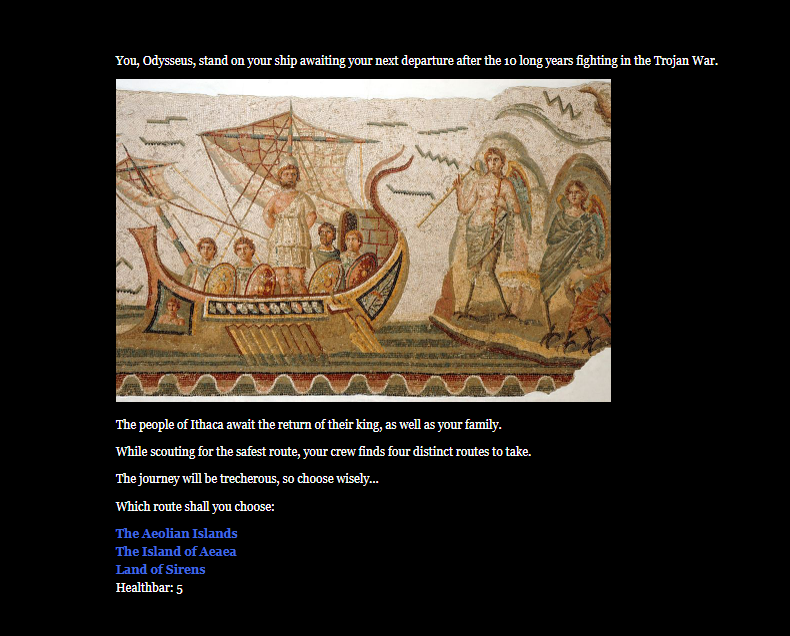 You, Odysseus, stand on your ship awaiting your next departure after the 10 long years fighting in the Trojan War.
The people of Ithaca await the return of their king, as well as your family.
While scouting for the safest route, your crew finds four distinct routes to take.
The journey will be trecherous, so choose wisely...
Which route shall you choose:
The Aeolian Islands
The Island of Aeaea
Land of Sirens
Healthbar: 5